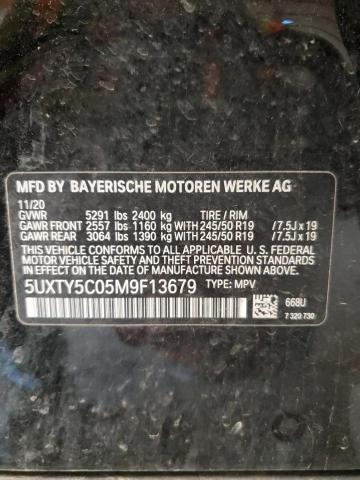 MFD BY BAYERISCHE MOTOREN WERKE AG
11/20
GVWR 5291 lbs 2400 kg TIRE / RIM
GAWR FRONT 2557 lbs 1160 kg WITH 245/50 R19 /7.5J x 19
GAWR REAR 3064 lbs 1390 kg WITH 245/50 R19 /7.5J x 19
THIS VEHICLE CONFORMS TO ALL APPLICABLE U.S. FEDERAL
MOTOR VEHICLE SAFETY, BUMPER, AND THEFT PREVENTION
STANDARDS IN EFFECT ON THE DATE OF MANUFACTURE SHOWN ABOVE.
5UXTY5C05M9F13679 TYPE: MPV
668U
7 320 730